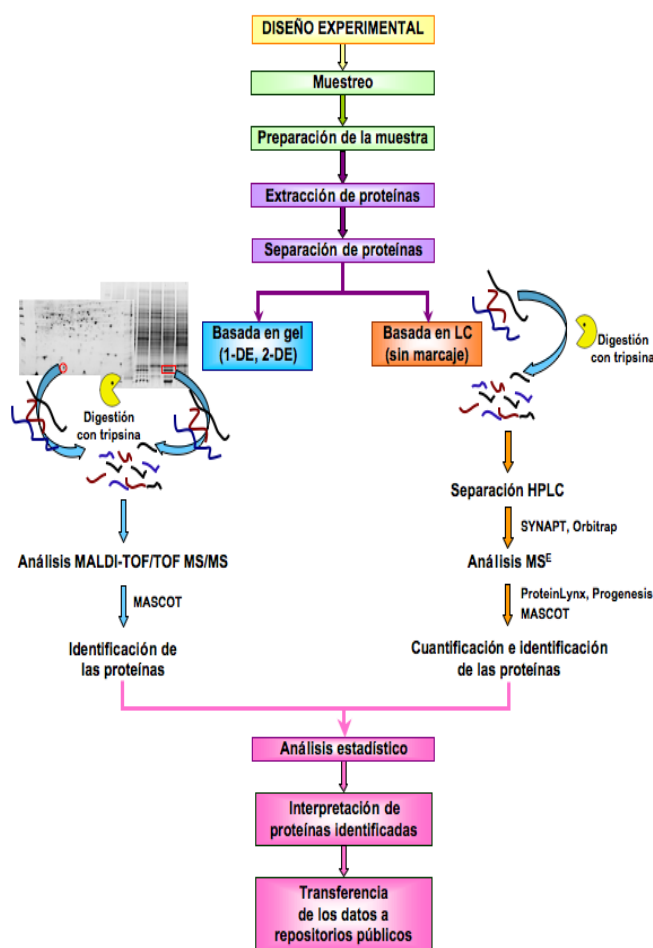 DISEÑO EXPERIMENTAL
Muestreo
Preparación de la muestra
Extracción de proteínas
Separación de proteínas
Basada en gel
(1-DE, 2-DE)
Basada en LC
(sin marcaje)
Digestión
con tripsina
Análisis MALDI-TOF/TOF MS/MS
MASCOT
Identificación de
las proteínas
Digestión
con tripsina
Separación HPLC
SYNAPT, Orbitrap
Análisis MSᴱ
ProteinLynx, Progenesis
MASCOT
Cuantificación e identificación
de las proteínas
Análisis estadístico
Interpretación de
proteínas identificadas
Transferencia
de los datos a
repositorios públicos